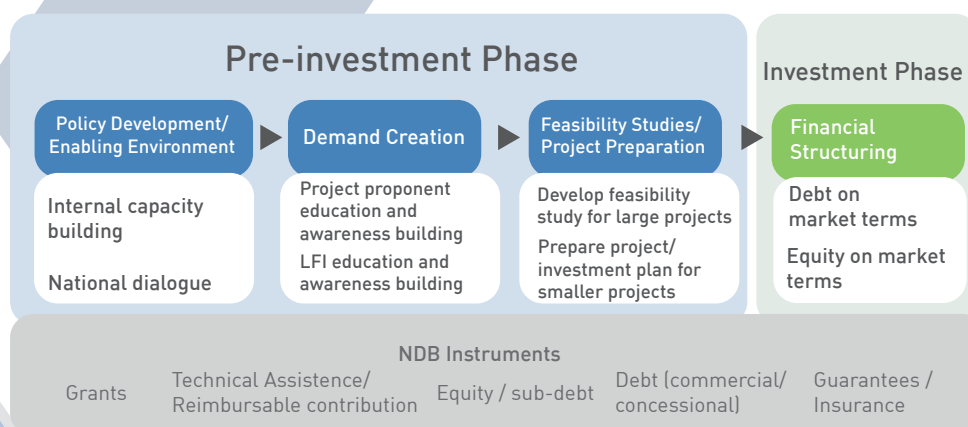 Pre-investment Phase
Investment Phase
Policy Development/
Enabling Environment
Demand Creation
Feasibility Studies/
Project Preparation
Financial
Structuring
Internal capacity
building
National dialogue
Project proponent
education and
awareness building
LFI education and
awareness building
Develop feasibility
study for large projects
Prepare project/
investment plan for
smaller projects
Debt on
market terms
Equity on market
terms
NDB Instruments
Grants
Technical Assistence/
Reimbursable contribution
Equity / sub-debt
Debt (commercial/
concessional)
Guarantees /
Insurance